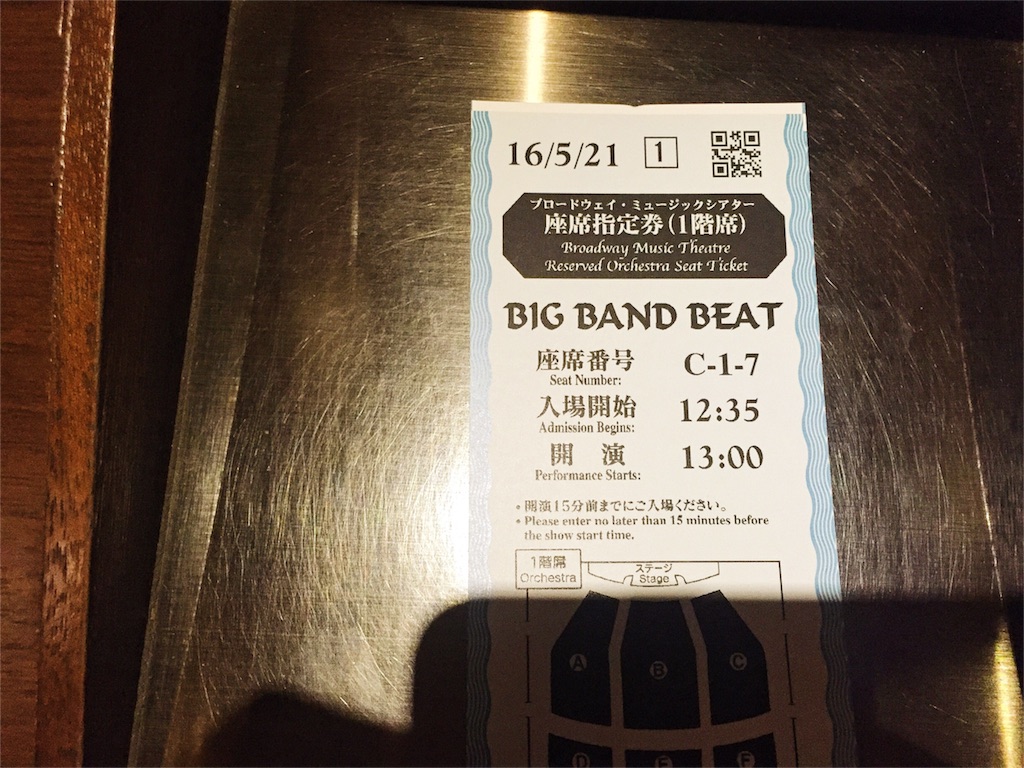 16/5/21 1
ブロードウェイ・ミュージックシアター
座席指定券(1階席)
Broadway Music Theatre
Reserved Orchestra Seat Ticket
BIG BAND BEAT
座席番号 C-1-7
Seat Number:
入場開始 12:35
Admission Begins:
開 演 13:00
Performance Starts:
・開演15分前までにご入場ください。
・Please enter no later than 15 minutes before
the show start time.
1階席
Orchestra
ステージ
Stage
A B C
D E F